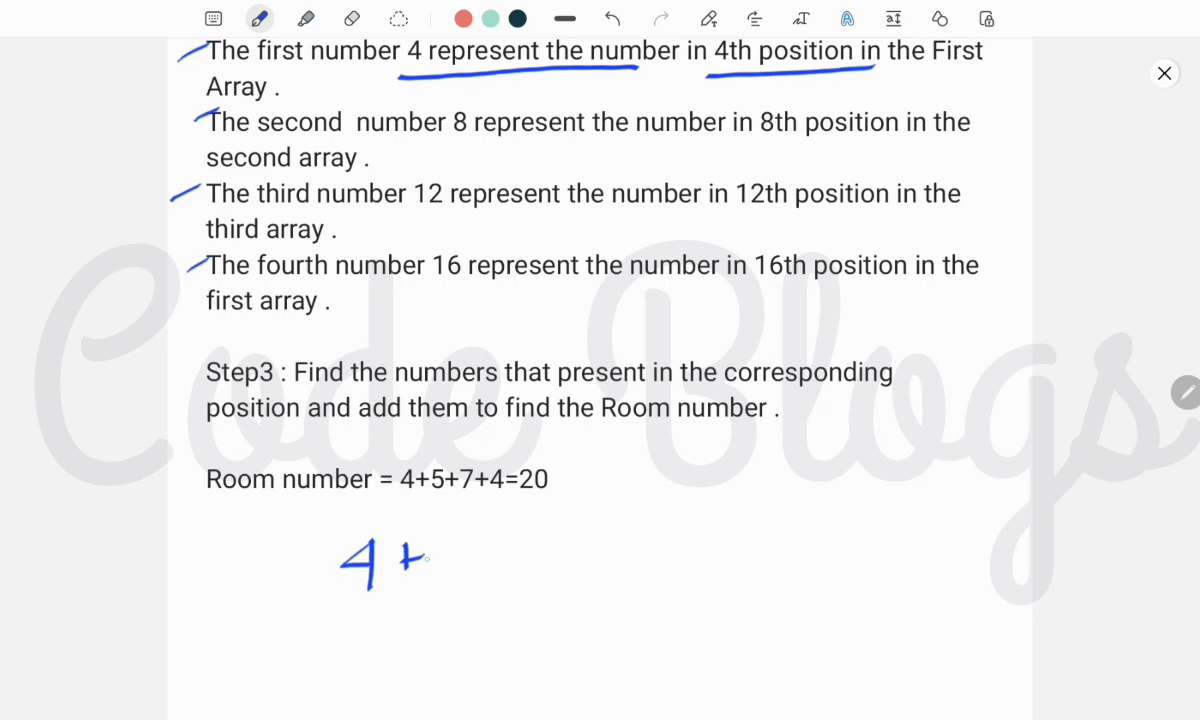 The first number 4 represent the number in 4th position in the First
Array .
The second  number 8 represent the number in 8th position in the
second array .
The third number 12 represent the number in 12th position in the
third array .
The fourth number 16 represent the number in 16th position in the
first array .
Step3 : Find the numbers that present in the corresponding
position and add them to find the Room number .
Room number = 4+5+7+4=20
4 +
Code Blogs